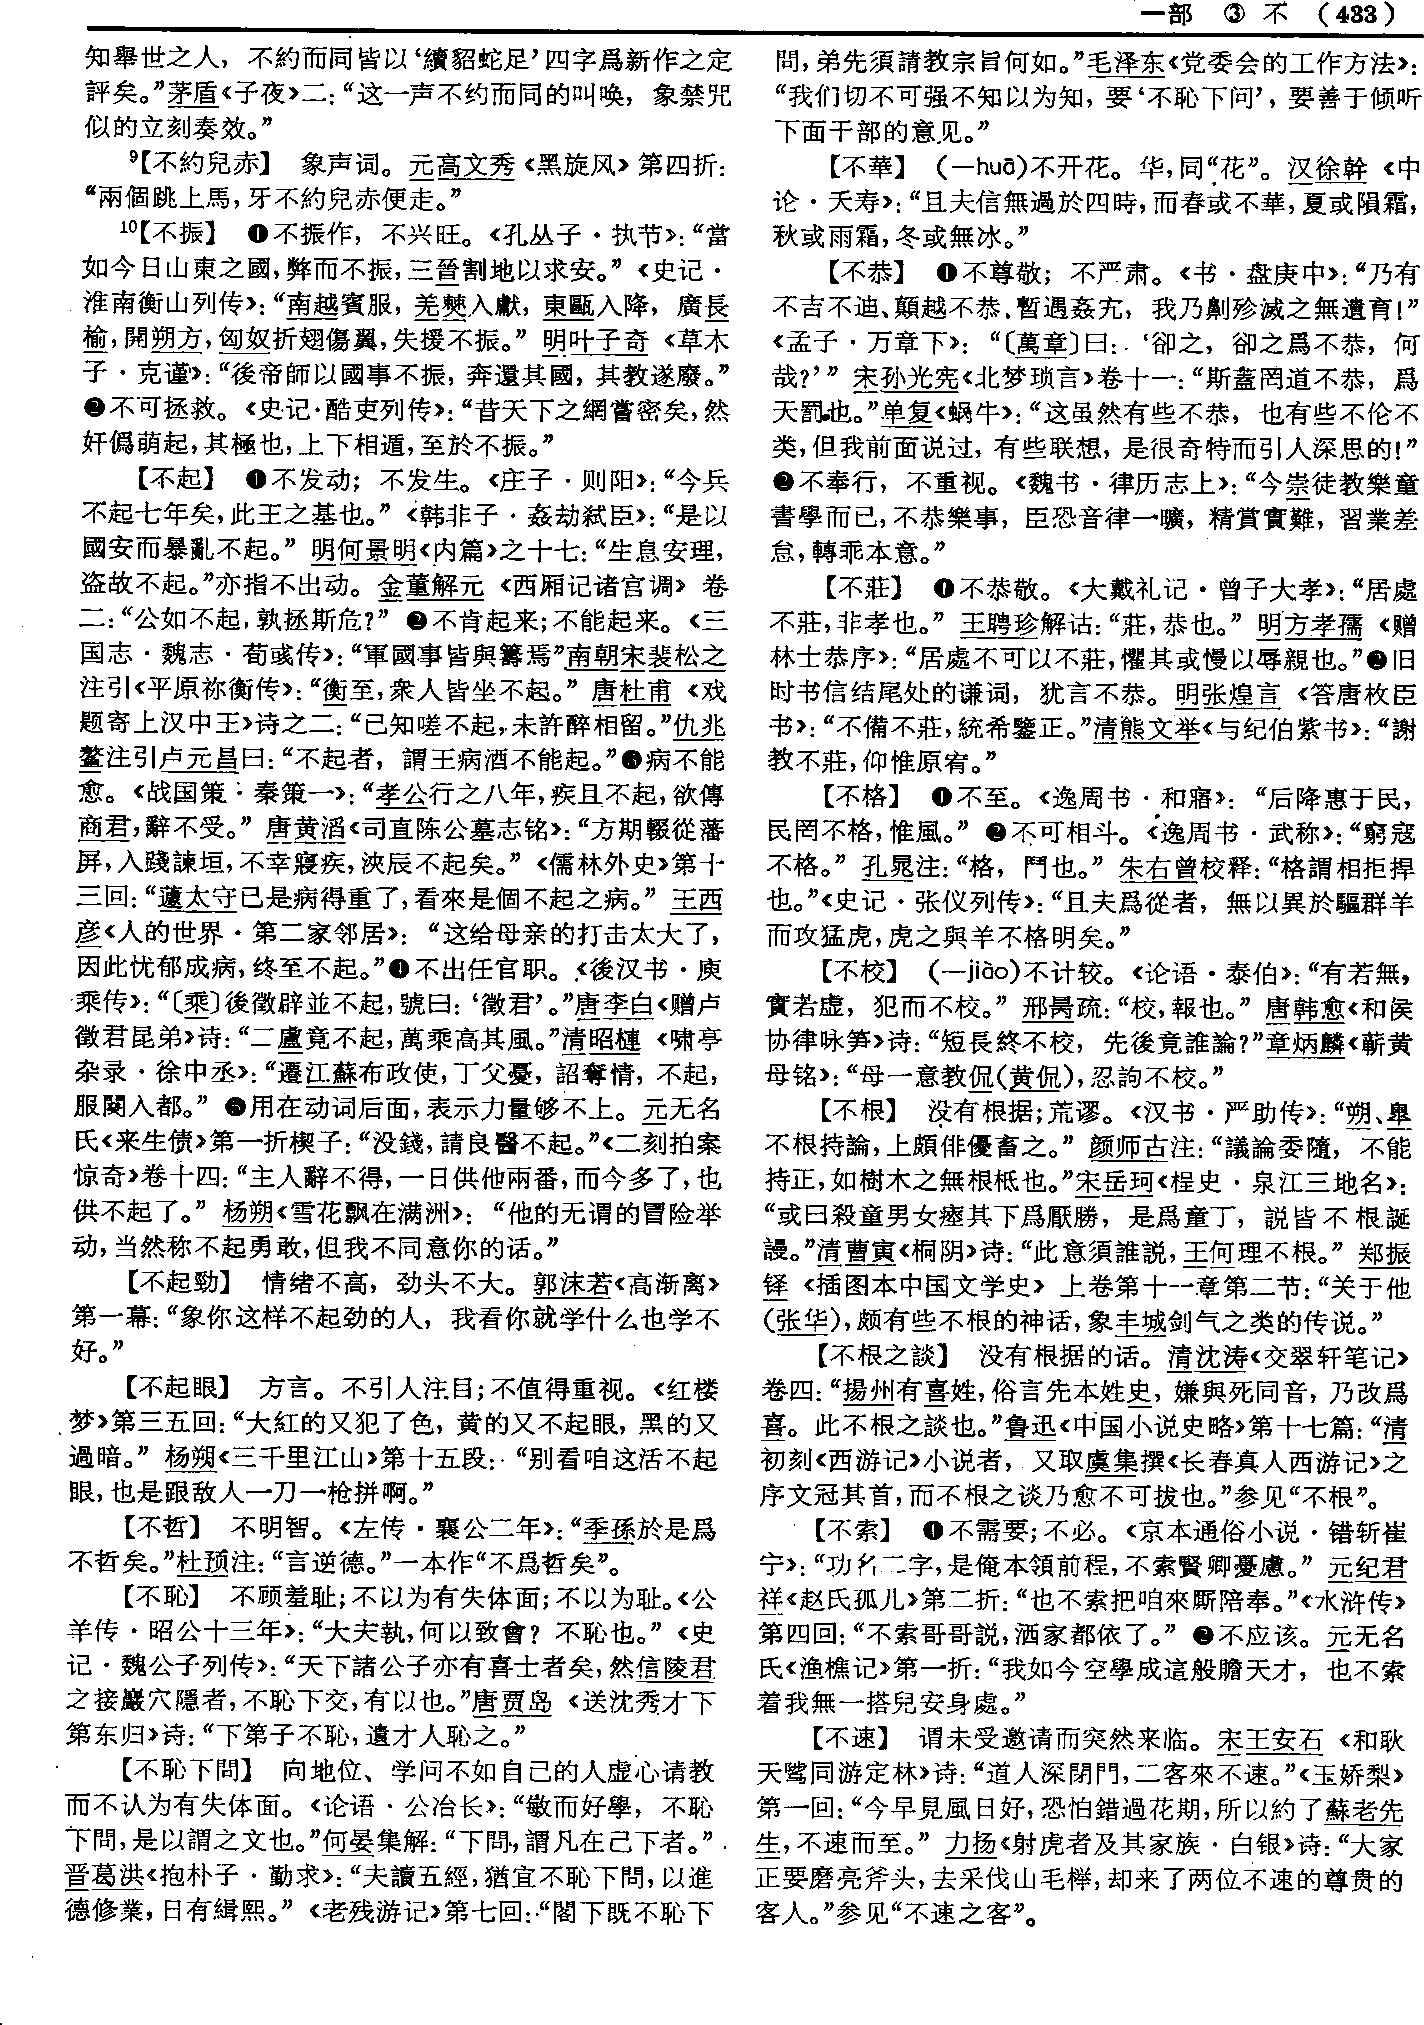 一部　③　不　（433）
知舉世之人，不約而同皆以‘續貂蛇足’四字爲新作之定
評矣。”茅盾《子夜》二：“这一声不约而同的叫唤，象禁咒
似的立刻奏效。”
⁹【不約兒赤】　象声词。元高文秀《黑旋风》第四折：
“兩個跳上馬，牙不約兒赤便走。”
¹⁰【不振】　❶不振作，不兴旺。《孔丛子·执节》：“當
如今日山東之國，弊而不振，三晉割地以求安。”《史记·
淮南衡山列传》：“南越賓服，羌僰入獻，東甌入降，廣長
榆，開朔方，匈奴折翅傷翼，失援不振。”明叶子奇《草木
子·克谨》：“後帝師以國事不振，奔還其國，其教遂廢。”
❷不可拯救。《史记·酷吏列传》：“昔天下之網嘗密矣，然
奸僞萌起，其極也，上下相遁，至於不振。”
【不起】　❶不发动；不发生。《庄子·则阳》：“今兵
不起七年矣，此王之基也。”《韩非子·姦劫弑臣》：“是以
國安而暴亂不起。”明何景明《内篇》之十七：“生息安理，
盗故不起。”亦指不出动。金董解元《西厢记诸宫调》卷
二：“公如不起，孰拯斯危？”❷不肯起来；不能起来。《三
国志·魏志·荀彧传》：“軍國事皆與籌焉”南朝宋裴松之
注引《平原祢衡传》：“衡至，衆人皆坐不起。”唐杜甫《戏
题寄上汉中王》诗之二：“已知嗟不起，未許醉相留。”仇兆
鳌注引卢元昌曰：“不起者，謂王病酒不能起。”❸病不能
愈。《战国策·秦策一》：“孝公行之八年，疾且不起，欲傳
商君，辭不受。”唐黄滔《司直陈公墓志铭》：“方期輟從藩
屏，入踐諫垣，不幸寢疾，浹辰不起矣。”《儒林外史》第十
三回：“蘧太守已是病得重了，看來是個不起之病。”王西
彦《人的世界·第二家邻居》：“这给母亲的打击太大了，
因此忧郁成病，终至不起。”❹不出任官职。《後汉书·庾
乘传》：“〔乘〕後徵辟並不起，號曰：‘徵君’。”唐李白《赠卢
徵君昆弟》诗：“二盧竟不起，萬乘高其風。”清昭槤《啸亭
杂录·徐中丞》：“遷江蘇布政使，丁父憂，詔奪情，不起，
服闋入都。”❺用在动词后面，表示力量够不上。元无名
氏《来生债》第一折楔子：“没錢，請良醫不起。”《二刻拍案
惊奇》卷十四：“主人辭不得，一日供他兩番，而今多了，也
供不起了。”杨朔《雪花飘在满洲》：“他的无谓的冒险举
动，当然称不起勇敢，但我不同意你的话。”
【不起勁】　情绪不高，劲头不大。郭沫若《高渐离》
第一幕：“象你这样不起劲的人，我看你就学什么也学不
好。”
【不起眼】　方言。不引人注目；不值得重视。《红楼
梦》第三五回：“大紅的又犯了色，黄的又不起眼，黑的又
過暗。”杨朔《三千里江山》第十五段：“别看咱这活不起
眼，也是跟敌人一刀一枪拼啊。”
【不哲】　不明智。《左传·襄公二年》：“季孫於是爲
不哲矣。”杜预注：“言逆德。”一本作“不爲哲矣”。
【不恥】　不顾羞耻；不以为有失体面；不以为耻。《公
羊传·昭公十三年》：“大夫執，何以致會？不恥也。”《史
记·魏公子列传》：“天下諸公子亦有喜士者矣，然信陵君
之接巖穴隱者，不恥下交，有以也。”唐贾岛《送沈秀才下
第东归》诗：“下第子不恥，遺才人恥之。”
【不恥下問】　向地位、学问不如自己的人虚心请教
而不认为有失体面。《论语·公冶长》：“敏而好學，不恥
下問，是以謂之文也。”何晏集解：“下問，謂凡在己下者。”
晋葛洪《抱朴子·勤求》：“夫讀五經，猶宜不恥下問，以進
德修業，日有緝熙。”《老残游记》第七回：“閣下既不恥下
問，弟先須請教宗旨何如。”毛泽东《党委会的工作方法》：
“我们切不可强不知以为知，要‘不恥下问’，要善于倾听
下面干部的意见。”
【不華】　（—huā）不开花。华，同“花”。汉徐幹《中
论·夭寿》：“且夫信無過於四時，而春或不華，夏或隕霜，
秋或雨霜，冬或無冰。”
【不恭】　❶不尊敬；不严肃。《书·盘庚中》：“乃有
不吉不迪、顛越不恭、暫遇姦宄，我乃劓殄滅之無遺育！”
《孟子·万章下》：“〔萬章〕曰：‘卻之，卻之爲不恭，何
哉？’”宋孙光宪《北梦琐言》卷十一：“斯蓋罔道不恭，爲
天罰也。”单复《蜗牛》：“这虽然有些不恭，也有些不伦不
类，但我前面说过，有些联想，是很奇特而引人深思的！”
❷不奉行，不重视。《魏书·律历志上》：“今崇徒教樂童
書學而已，不恭樂事，臣恐音律一曠，精賞實難，習業差
怠，轉乖本意。”
【不莊】　❶不恭敬。《大戴礼记·曾子大孝》：“居處
不莊，非孝也。”王聘珍解诂：“莊，恭也。”明方孝孺《赠
林士恭序》：“居處不可以不莊，懼其或慢以辱親也。”❷旧
时书信结尾处的谦词，犹言不恭。明张煌言《答唐枚臣
书》：“不備不莊，統希鑒正。”清熊文举《与纪伯紫书》：“謝
教不莊，仰惟原宥。”
【不格】　❶不至。《逸周书·和寤》：“后降惠于民，
民罔不格，惟風。”❷不可相斗。《逸周书·武称》：“窮寇
不格。”孔晁注：“格，鬥也。”朱右曾校释：“格謂相拒捍
也。”《史记·张仪列传》：“且夫爲從者，無以異於驅群羊
而攻猛虎，虎之與羊不格明矣。”
【不校】　（—jiào）不计较。《论语·泰伯》：“有若無，
實若虚，犯而不校。”邢昺疏：“校，報也。”唐韩愈《和侯
协律咏笋》诗：“短長終不校，先後竟誰論？”章炳麟《蕲黄
母铭》：“母一意教侃（黄侃），忍詢不校。”
【不根】　没有根据；荒谬。《汉书·严助传》：“朔、皋
不根持論，上頗俳優畜之。”颜师古注：“議論委隨，不能
持正，如樹木之無根柢也。”宋岳珂《桯史·泉江三地名》：
“或曰殺童男女瘞其下爲厭勝，是爲童丁，説皆不根誕
謾。”清曹寅《桐阴》诗：“此意須誰説，王何理不根。”郑振
铎《插图本中国文学史》上卷第十一章第二节：“关于他
（张华），颇有些不根的神话，象丰城剑气之类的传说。”
【不根之談】　没有根据的话。清沈涛《交翠轩笔记》
卷四：“揚州有喜姓，俗言先本姓史，嫌與死同音，乃改爲
喜。此不根之談也。”鲁迅《中国小说史略》第十七篇：“清
初刻《西游记》小说者，又取虞集撰《长春真人西游记》之
序文冠其首，而不根之谈乃愈不可拔也。”参见“不根”。
【不索】　❶不需要；不必。《京本通俗小说·错斩崔
宁》：“功名二字，是俺本領前程，不索賢卿憂慮。”元纪君
祥《赵氏孤儿》第二折：“也不索把咱來厮陪奉。”《水浒传》
第四回：“不索哥哥説，洒家都依了。”❷不应该。元无名
氏《渔樵记》第一折：“我如今空學成這般贍天才，也不索
着我無一搭兒安身處。”
【不速】　谓未受邀请而突然来临。宋王安石《和耿
天骘同游定林》诗：“道人深閉門，二客來不速。”《玉娇梨》
第一回：“今早見風日好，恐怕錯過花期，所以約了蘇老先
生，不速而至。”力扬《射虎者及其家族·白银》诗：“大家
正要磨亮斧头，去采伐山毛榉，却来了两位不速的尊贵的
客人。”参见“不速之客”。